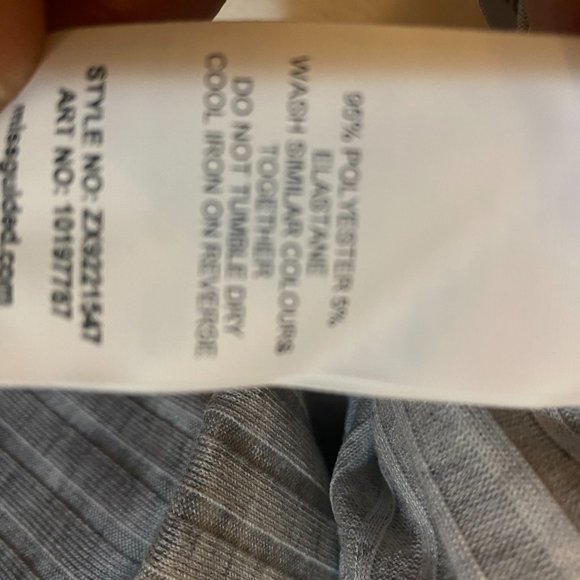 95% POLYESTER 5%
ELASTANE
WASH SIMILAR COLOURS
TOGETHER
DO NOT TUMBLE DRY
COOL IRON ON REVERSE
STYLE NO: ZX9221547
ART NO: 10197787
missguided.com